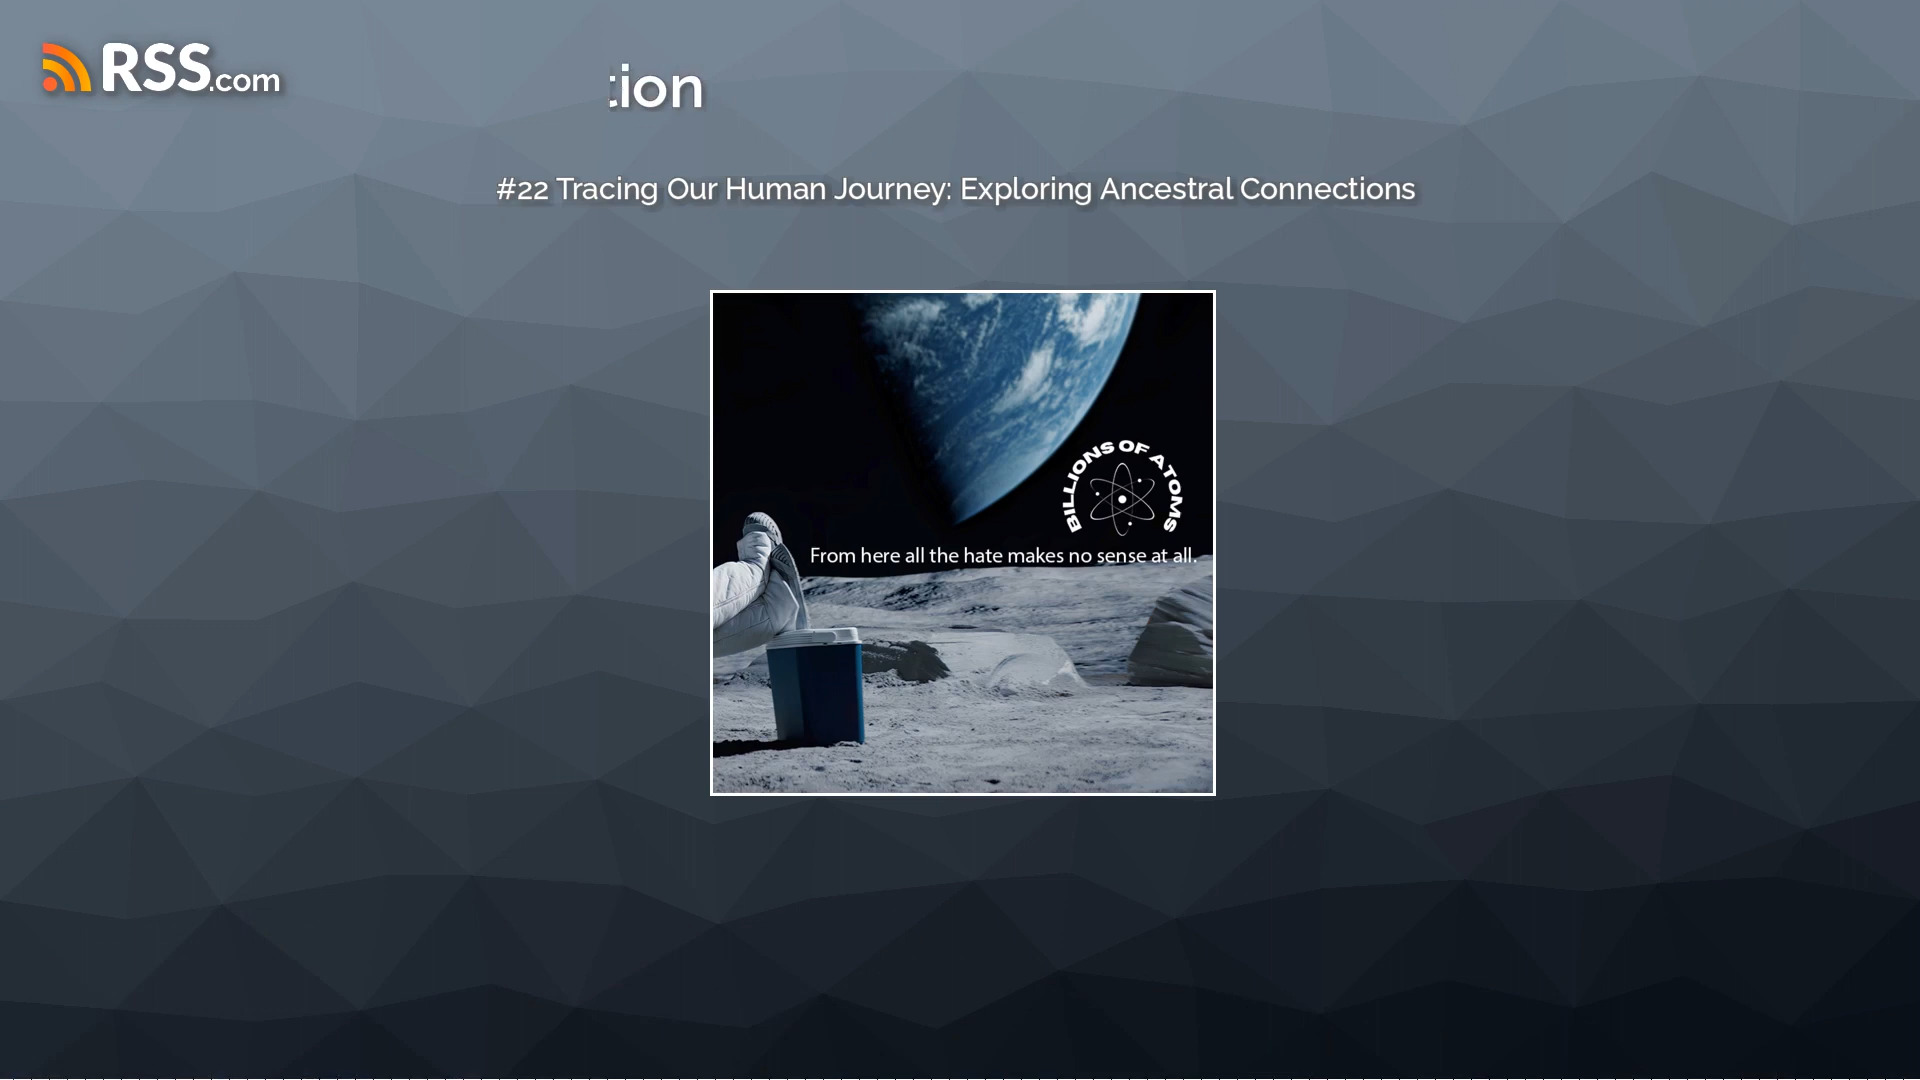 RSS.com
tion
#22 Tracing Our Human Journey: Exploring Ancestral Connections
BILLIONS OF ATOMS
From here all the hate makes no sense at all.